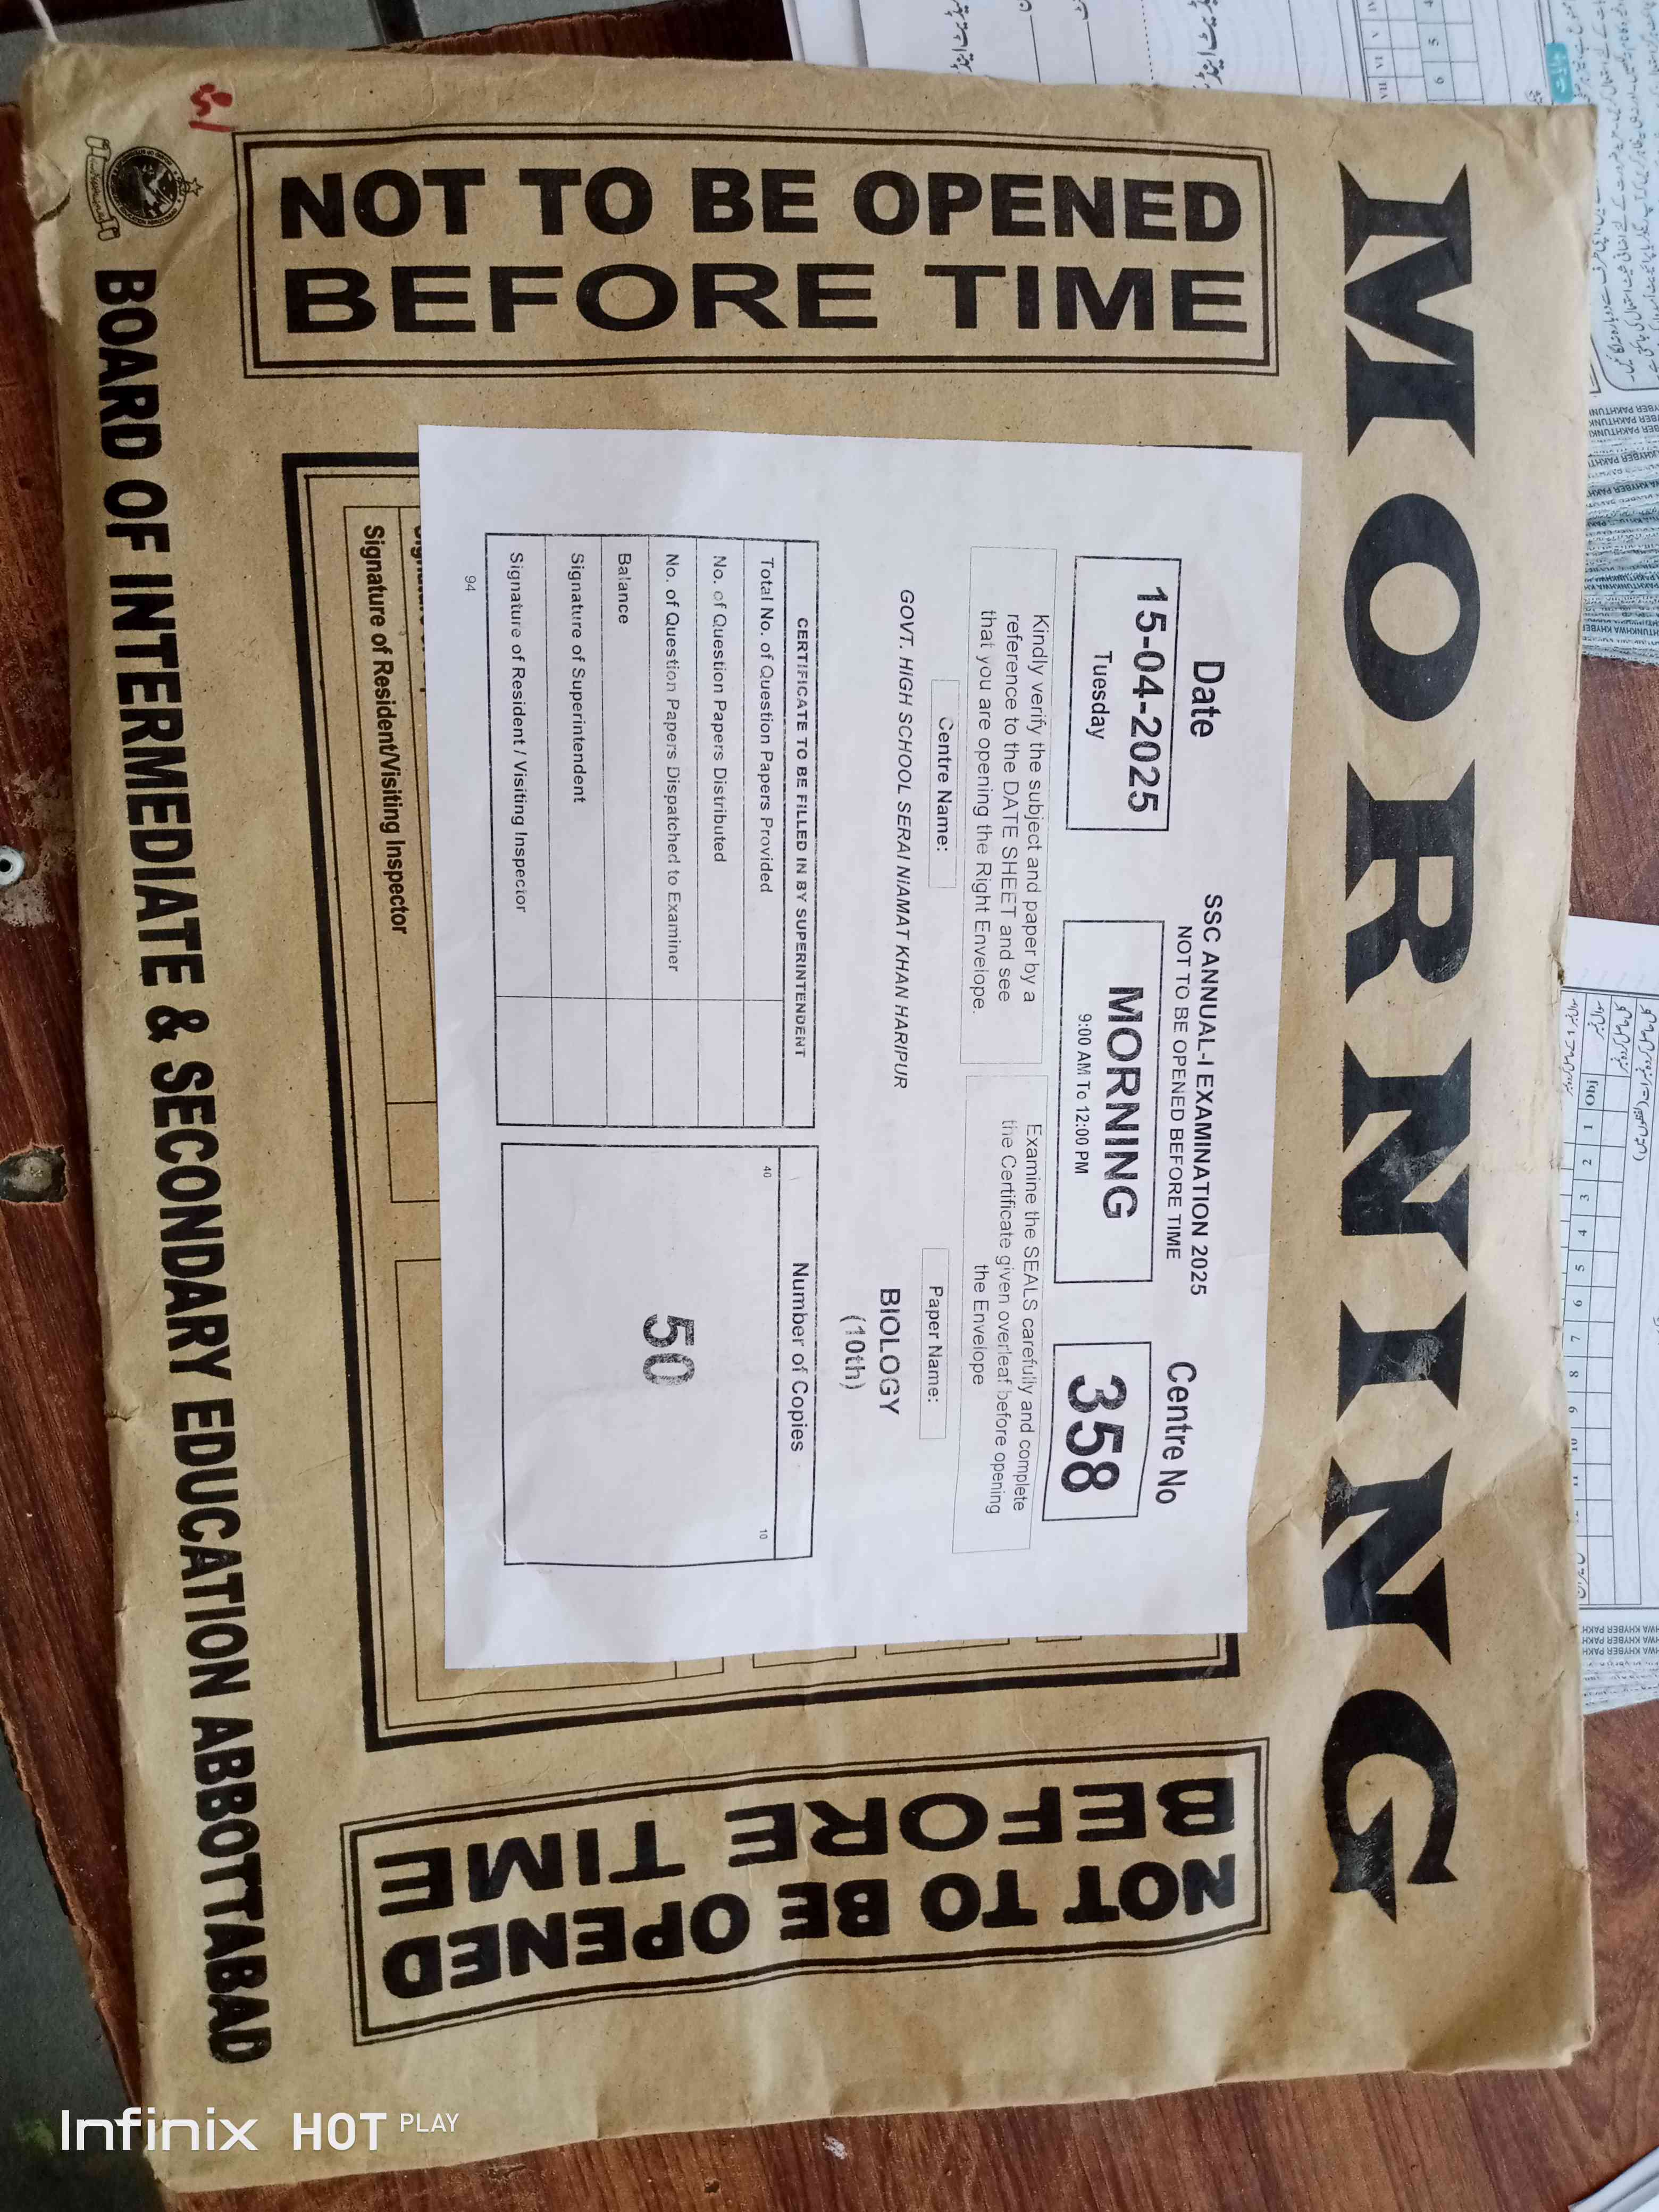 MORNING
NOT TO BE OPENED
BEFORE TIME
Date
SSC ANNUAL-I EXAMINATION 2025
NOT TO BE OPENED BEFORE TIME
Centre No
15-04-2025
Tuesday
MORNING
9:00 AM To 12:00 PM
358
Kindly verify the subject and paper by a
reference to the DATE SHEET and see
that you are opening the Right Envelope.
Examine the SEALS carefully and complete
the Certificate given overleaf before opening
the Envelope
Centre Name:
Paper Name:
GOVT. HIGH SCHOOL SERAI NIAMAT KHAN HARIPUR
BIOLOGY
(10th)
CERTIFICATE TO BE FILLED IN BY SUPERINTENDENT
Total No. of Question Papers Provided
No. of Question Papers Distributed
No. of Question Papers Dispatched to Examiner
Balance
Signature of Superintendent
Signature of Resident / Visiting Inspector
94
Number of Copies
40
10
50
Signature of Resident/Visiting Inspector
NOT TO BE OPENED
BEFORE TIME
BOARD OF INTERMEDIATE & SECONDARY EDUCATION ABBOTTABAD
Infinix HOT PLAY